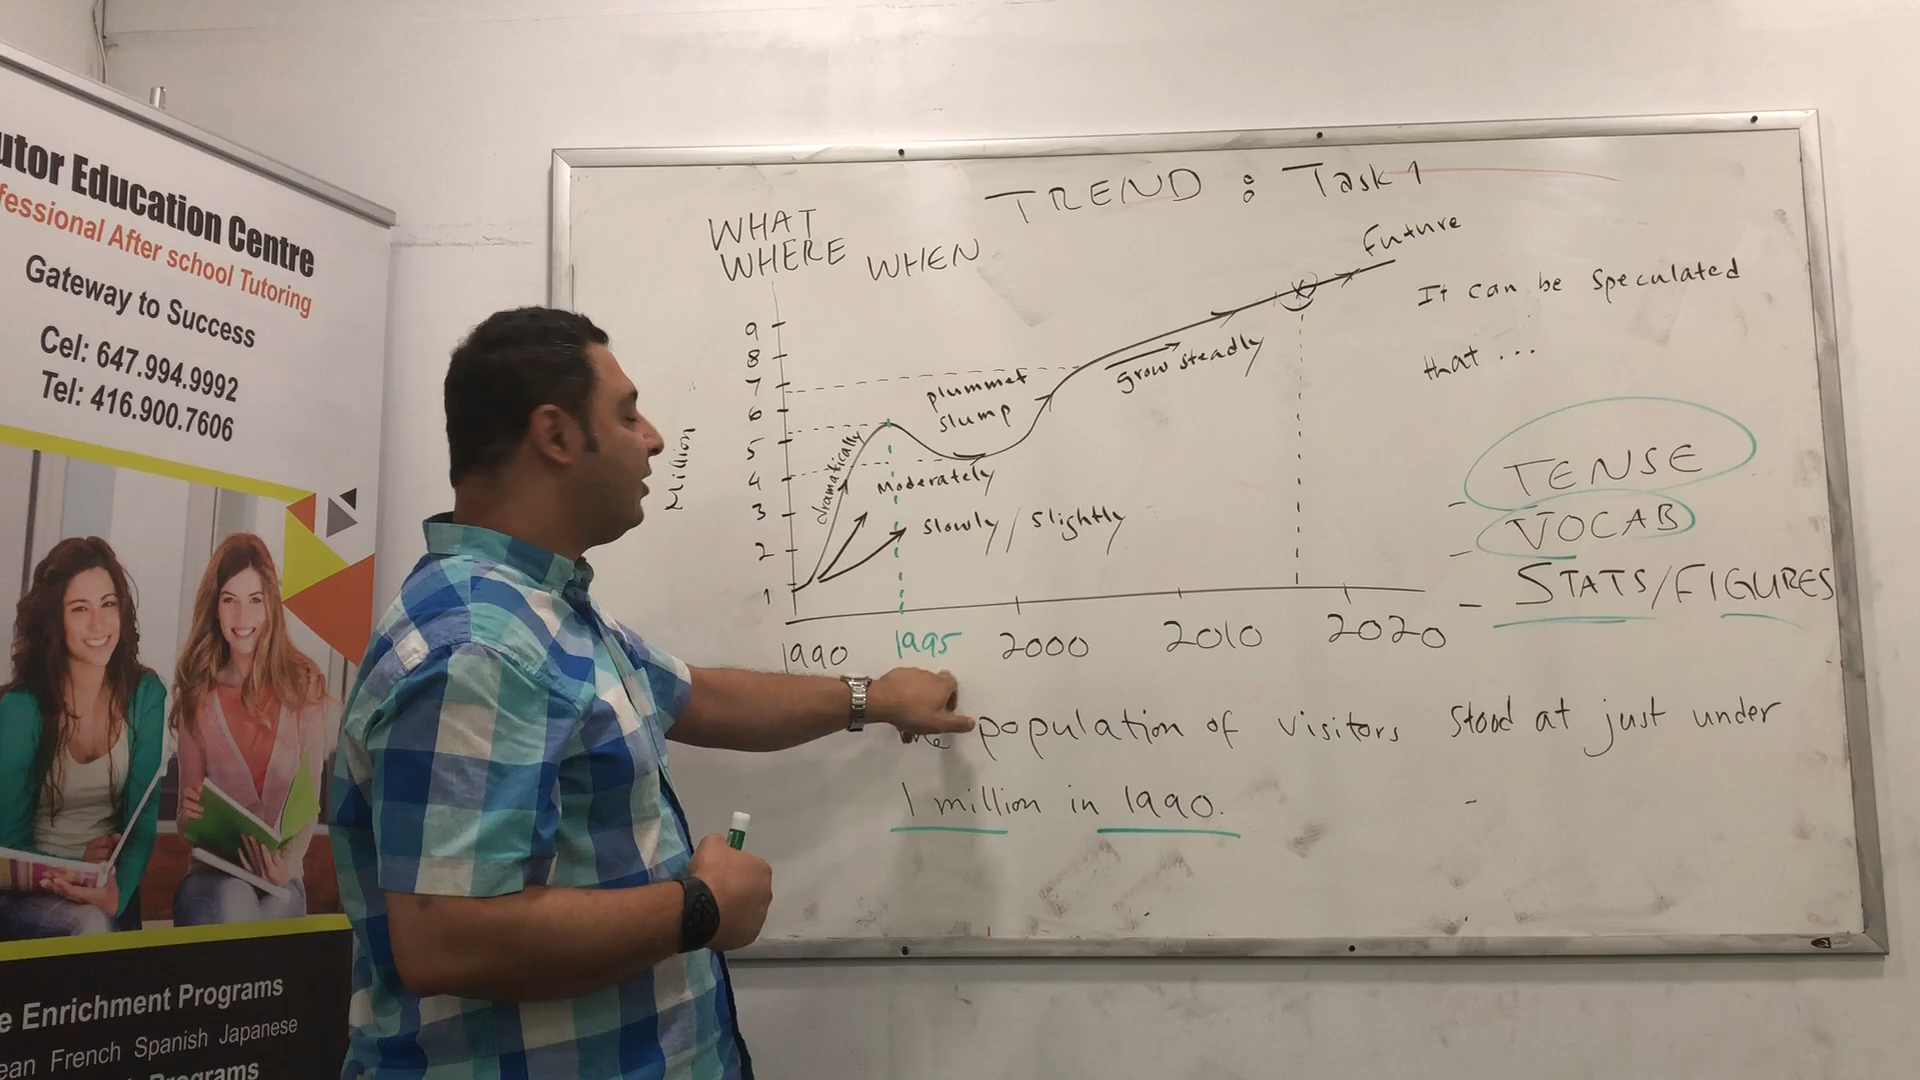 utor Education Centre
fessional After school Tutoring
Gateway to Success
Cel: 647.994.9992
Tel: 416.900.7606
e Enrichment Programs
ean French Spanish Japanese
grams
TREND : Task 1
WHAT
WHERE WHEN
Future
It can be speculated
that ...
Million
9
8
7
6
5
4
3
2
1
dramatically
plummet
slump
grow steadly
Moderately
slowly / slightly
1990 1995 2000 2010 2020
- TENSE
- VOCAB
- STATS/FIGURES
population of visitors stood at just under
1 million in 1990.